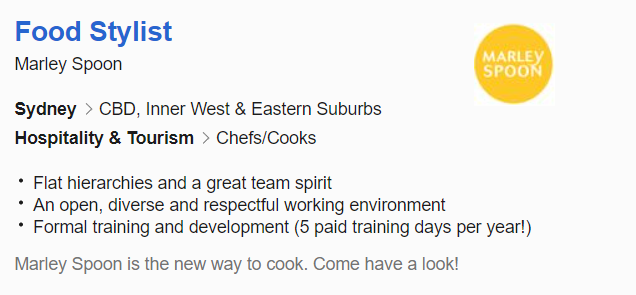 Food Stylist
Marley Spoon
MARLEY
SPOON
Sydney > CBD, Inner West & Eastern Suburbs
Hospitality & Tourism > Chefs/Cooks
• Flat hierarchies and a great team spirit
• An open, diverse and respectful working environment
• Formal training and development (5 paid training days per year!)
Marley Spoon is the new way to cook. Come have a look!